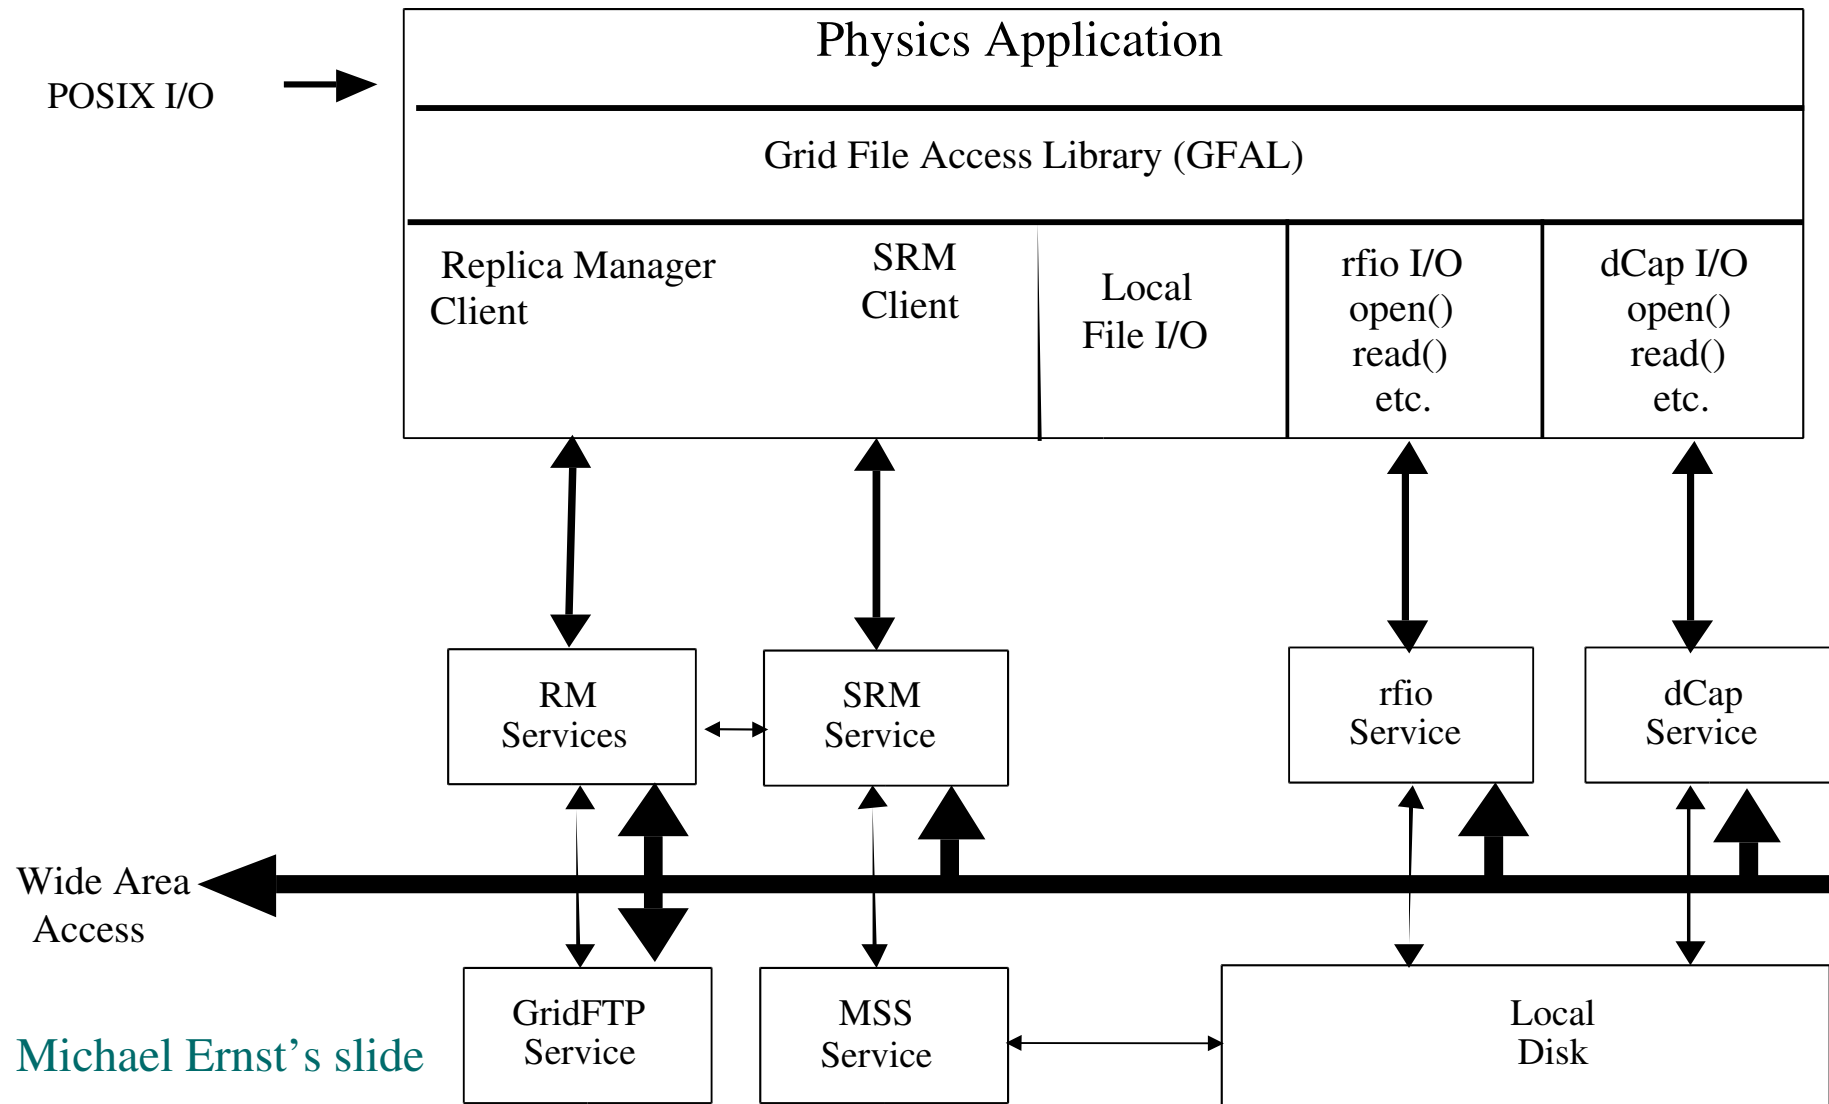 Physics Application
POSIX I/O
Grid File Access Library (GFAL)
Replica Manager
Client
SRM
Client
Local
File I/O
rfio I/O
open()
read()
etc.
dCap I/O
open()
read()
etc.
RM
Services
SRM
Service
rfio
Service
dCap
Service
Wide Area
Access
GridFTP
Service
MSS
Service
Local
Disk
Michael Ernst’s slide